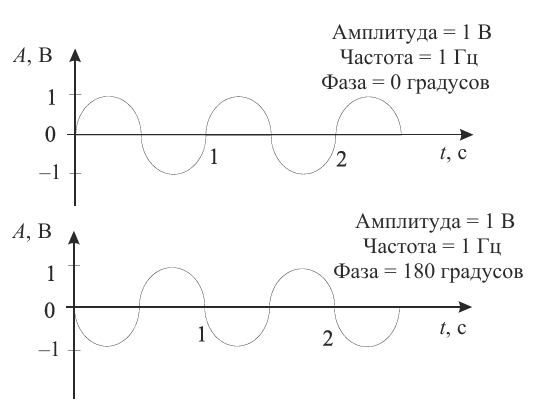 Амплитуда = 1 В
Частота = 1 Гц
Фаза = 0 градусов
A, В
1
0
–1
1
2
t, с
Амплитуда = 1 В
Частота = 1 Гц
Фаза = 180 градусов
A, В
1
0
–1
1
2
t, с